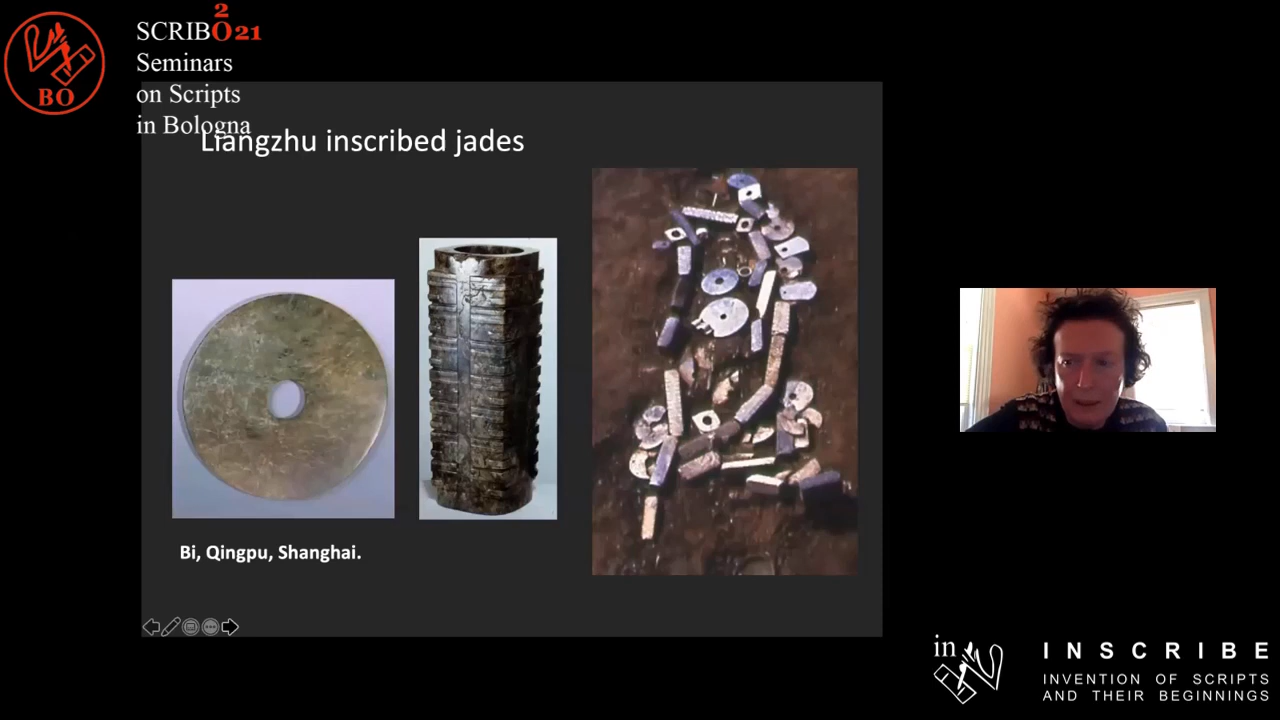 SCRIBO21
2
Seminars
on Scripts
in Bologna
BO
Liangzhu inscribed jades
Bi, Qingpu, Shanghai.
in
INSCRIBE
INVENTION OF SCRIPTS
AND THEIR BEGINNINGS